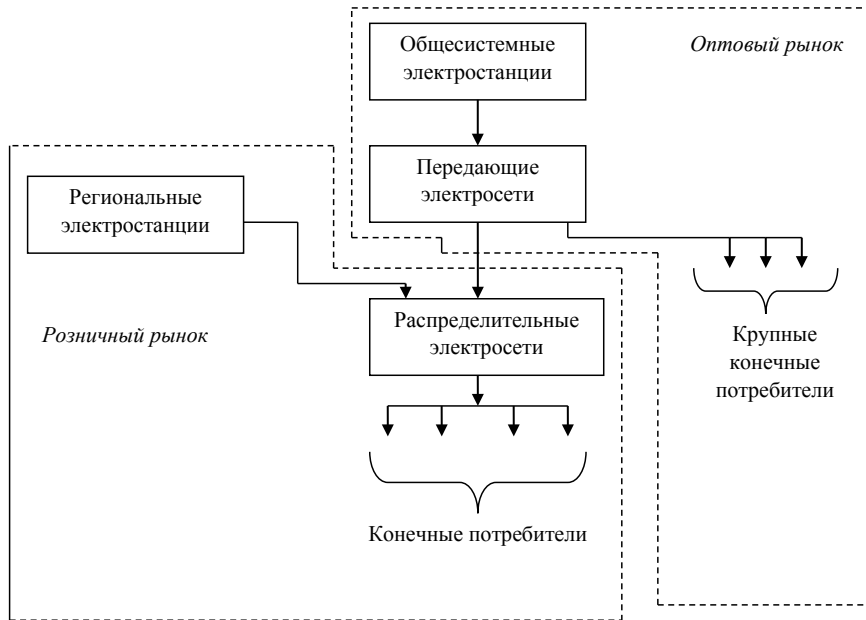 Общесистемные
электростанции
Оптовый рынок
Передающие
электросети
Региональные
электростанции
Распределительные
электросети
Розничный рынок
Крупные
конечные
потребители
Конечные потребители